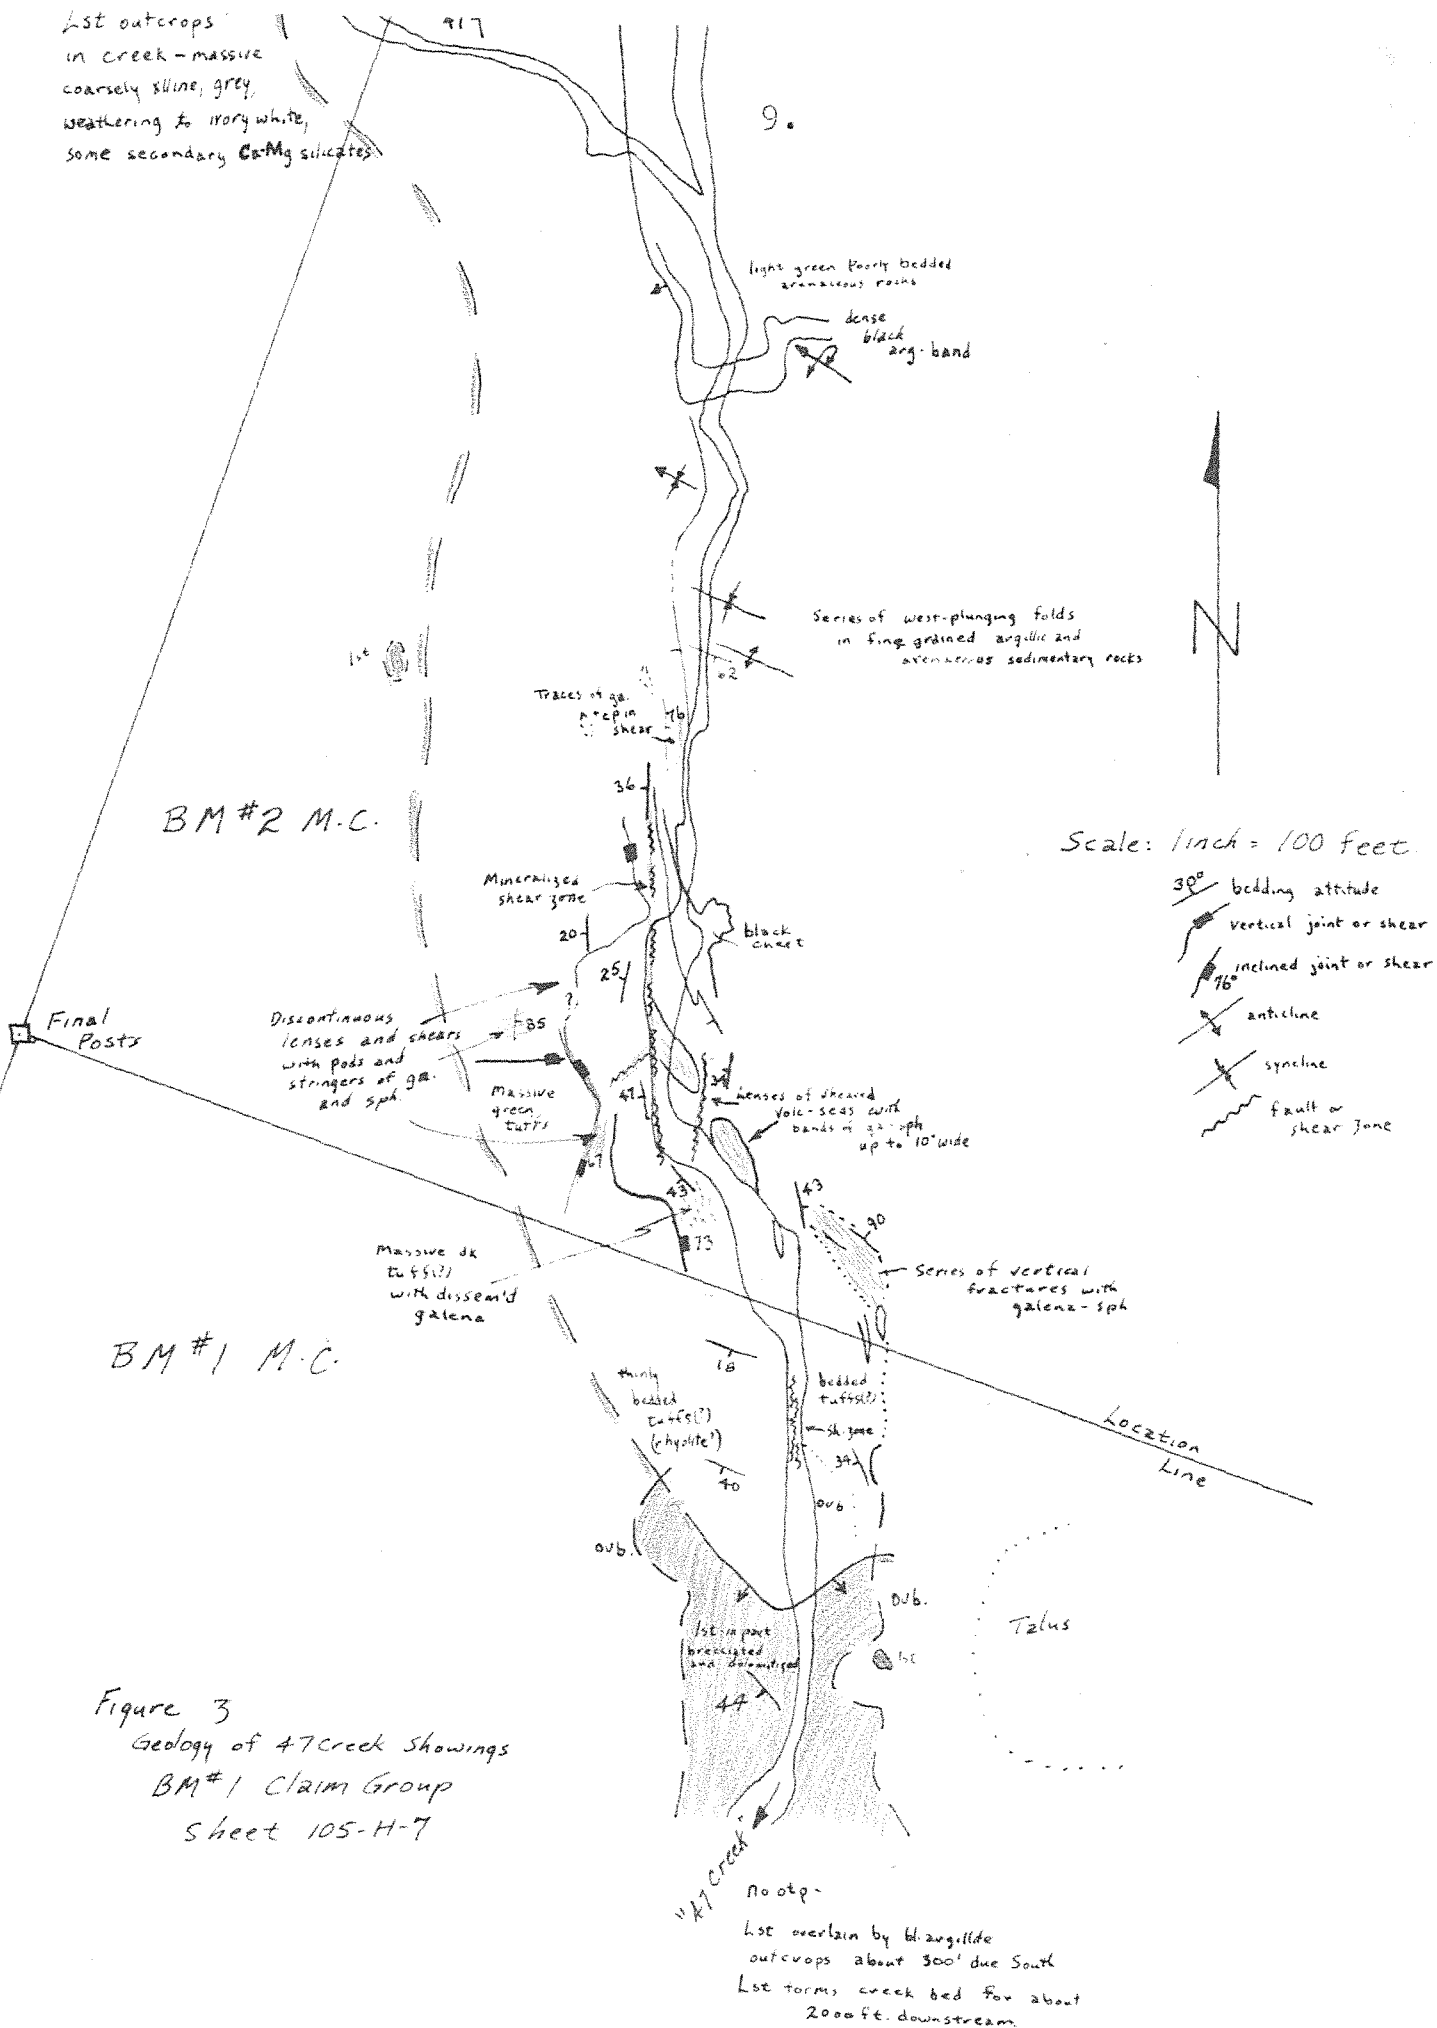 Lst outcrops
in creek - massive
coarsely xlline, grey,
weathering to ivory white,
some secondary Ca-Mg silicates
917
9.
light green Poorly bedded
arenaceous rocks
dense
black
arg. band
Series of west-plunging folds
in fine grained argillic and
arenaceous sedimentary rocks
62
lst
Traces of ga.
cp in
shear
76
36
N
BM #2 M.C.
Scale: 1 inch = 100 feet
30° bedding attitude
vertical joint or shear
76° inclined joint or shear
anticline
syncline
fault or
shear zone
Mineralized
shear zone
20
25
black
chert
?
Final
Posts
Discontinuous
lenses and shears
with pods and
stringers of ga.
and sph.
85
Massive
green
tuffs
47
lenses of sheared
volc-seds with
bands of ga-sph
up to 10" wide
67
43
43
90
73
Massive dk
tuffs(?)
with dissem'd
galena
Series of vertical
fractures with
galena-sph
BM #1 M.C.
18
thinly
bedded
tuffs(?)
(rhyolite?)
bedded
tuffs(?)
sh. zone
34
40
ovb
Location
Line
ovb.
ovb.
Talus
lst in part
brecciated
and dolomitized
lst
44
Figure 3
Geology of 47 Creek Showings
BM #1 Claim Group
Sheet 105-H-7
"47 Creek"
no otp -
Lst overlain by bl. argillite
outcrops about 300' due South
Lst forms creek bed for about
2000 ft. downstream.